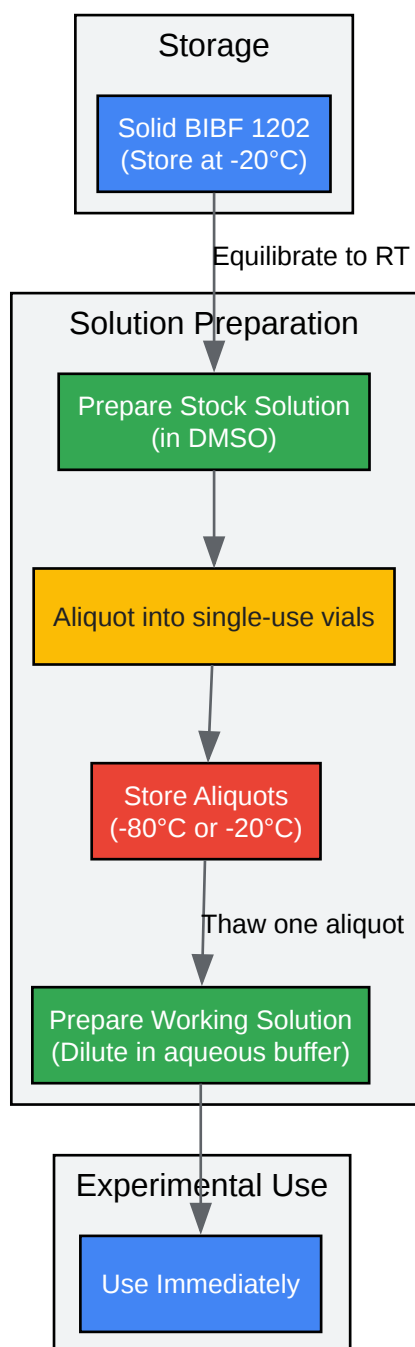 Storage
Solid BIBF 1202
(Store at -20°C)
Equilibrate to RT
Solution Preparation
Prepare Stock Solution
(in DMSO)
Aliquot into single-use vials
Store Aliquots
(-80°C or -20°C)
Thaw one aliquot
Prepare Working Solution
(Dilute in aqueous buffer)
Experimental Use
Use Immediately